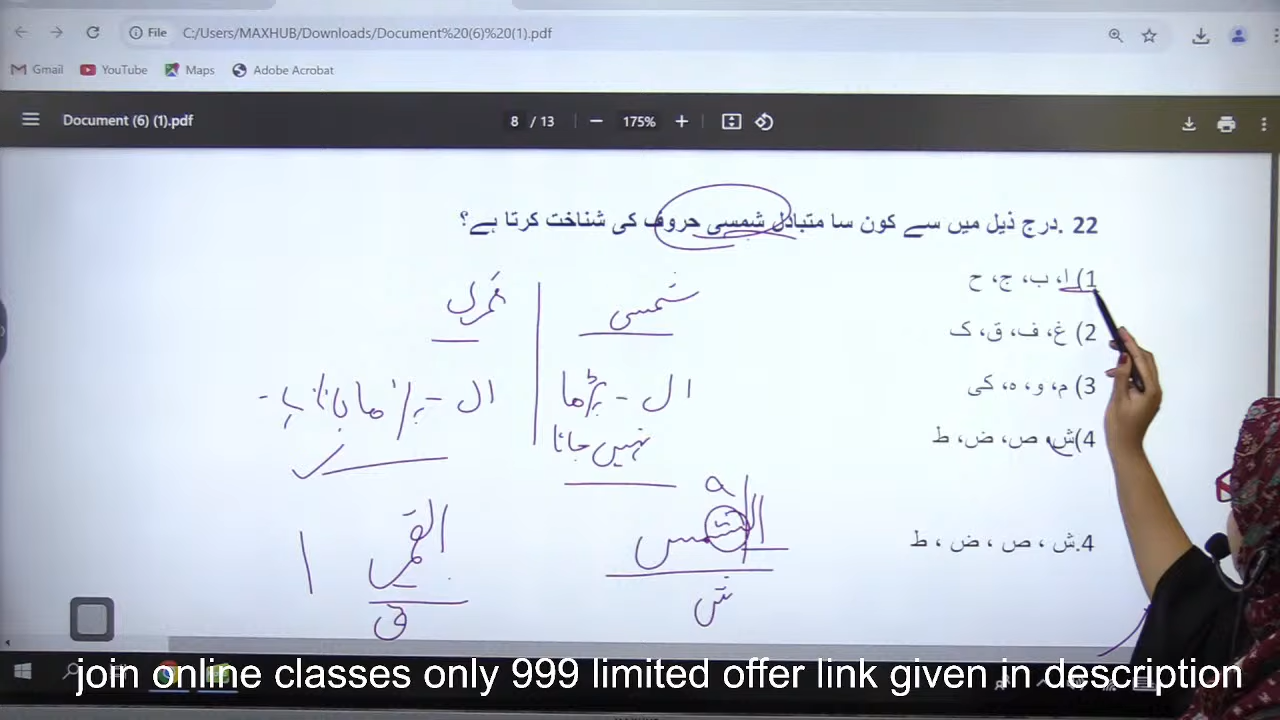 File C:/Users/MAXHUB/Downloads/Document%20(6)%20(1).pdf
Gmail YouTube Maps Adobe Acrobat
Document (6) (1).pdf 8 / 13 175%
22 .درج ذیل میں سے کون سا متبادل شمسی حروف کی شناخت کرتا ہے؟
1) ا، ب، ج، ح
2) غ، ف، ق، ک
3) م، و، ہ، کی
4) ش، ص، ض، ط
4.ش ، ص ، ض ، ط
شمسی
ال - پڑھا
نہیں جاتا
الشمس
ش
ال - پڑھا جاتا ہے -
القمر
ق
join online classes only 999 limited offer link given in description